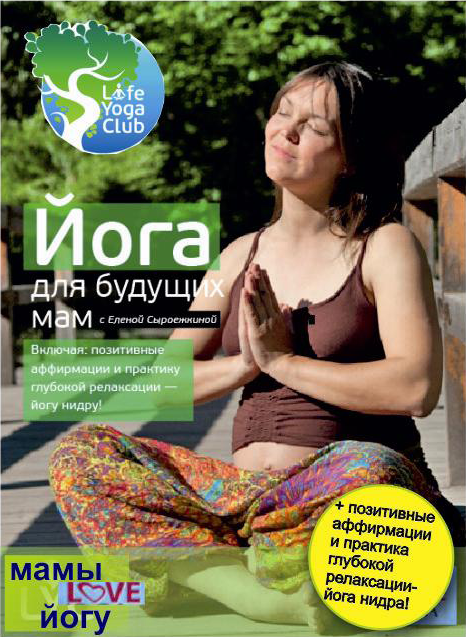 Life
Yoga
Club
Йога
для будущих
мам с Еленой Сыроежкиной
Включая: позитивные
аффирмации и практику
глубокой релаксации —
йогу нидру!
+ позитивные
аффирмации
и практика
глубокой
релаксации-
йога нидра!
мамы
LOVE
йогу